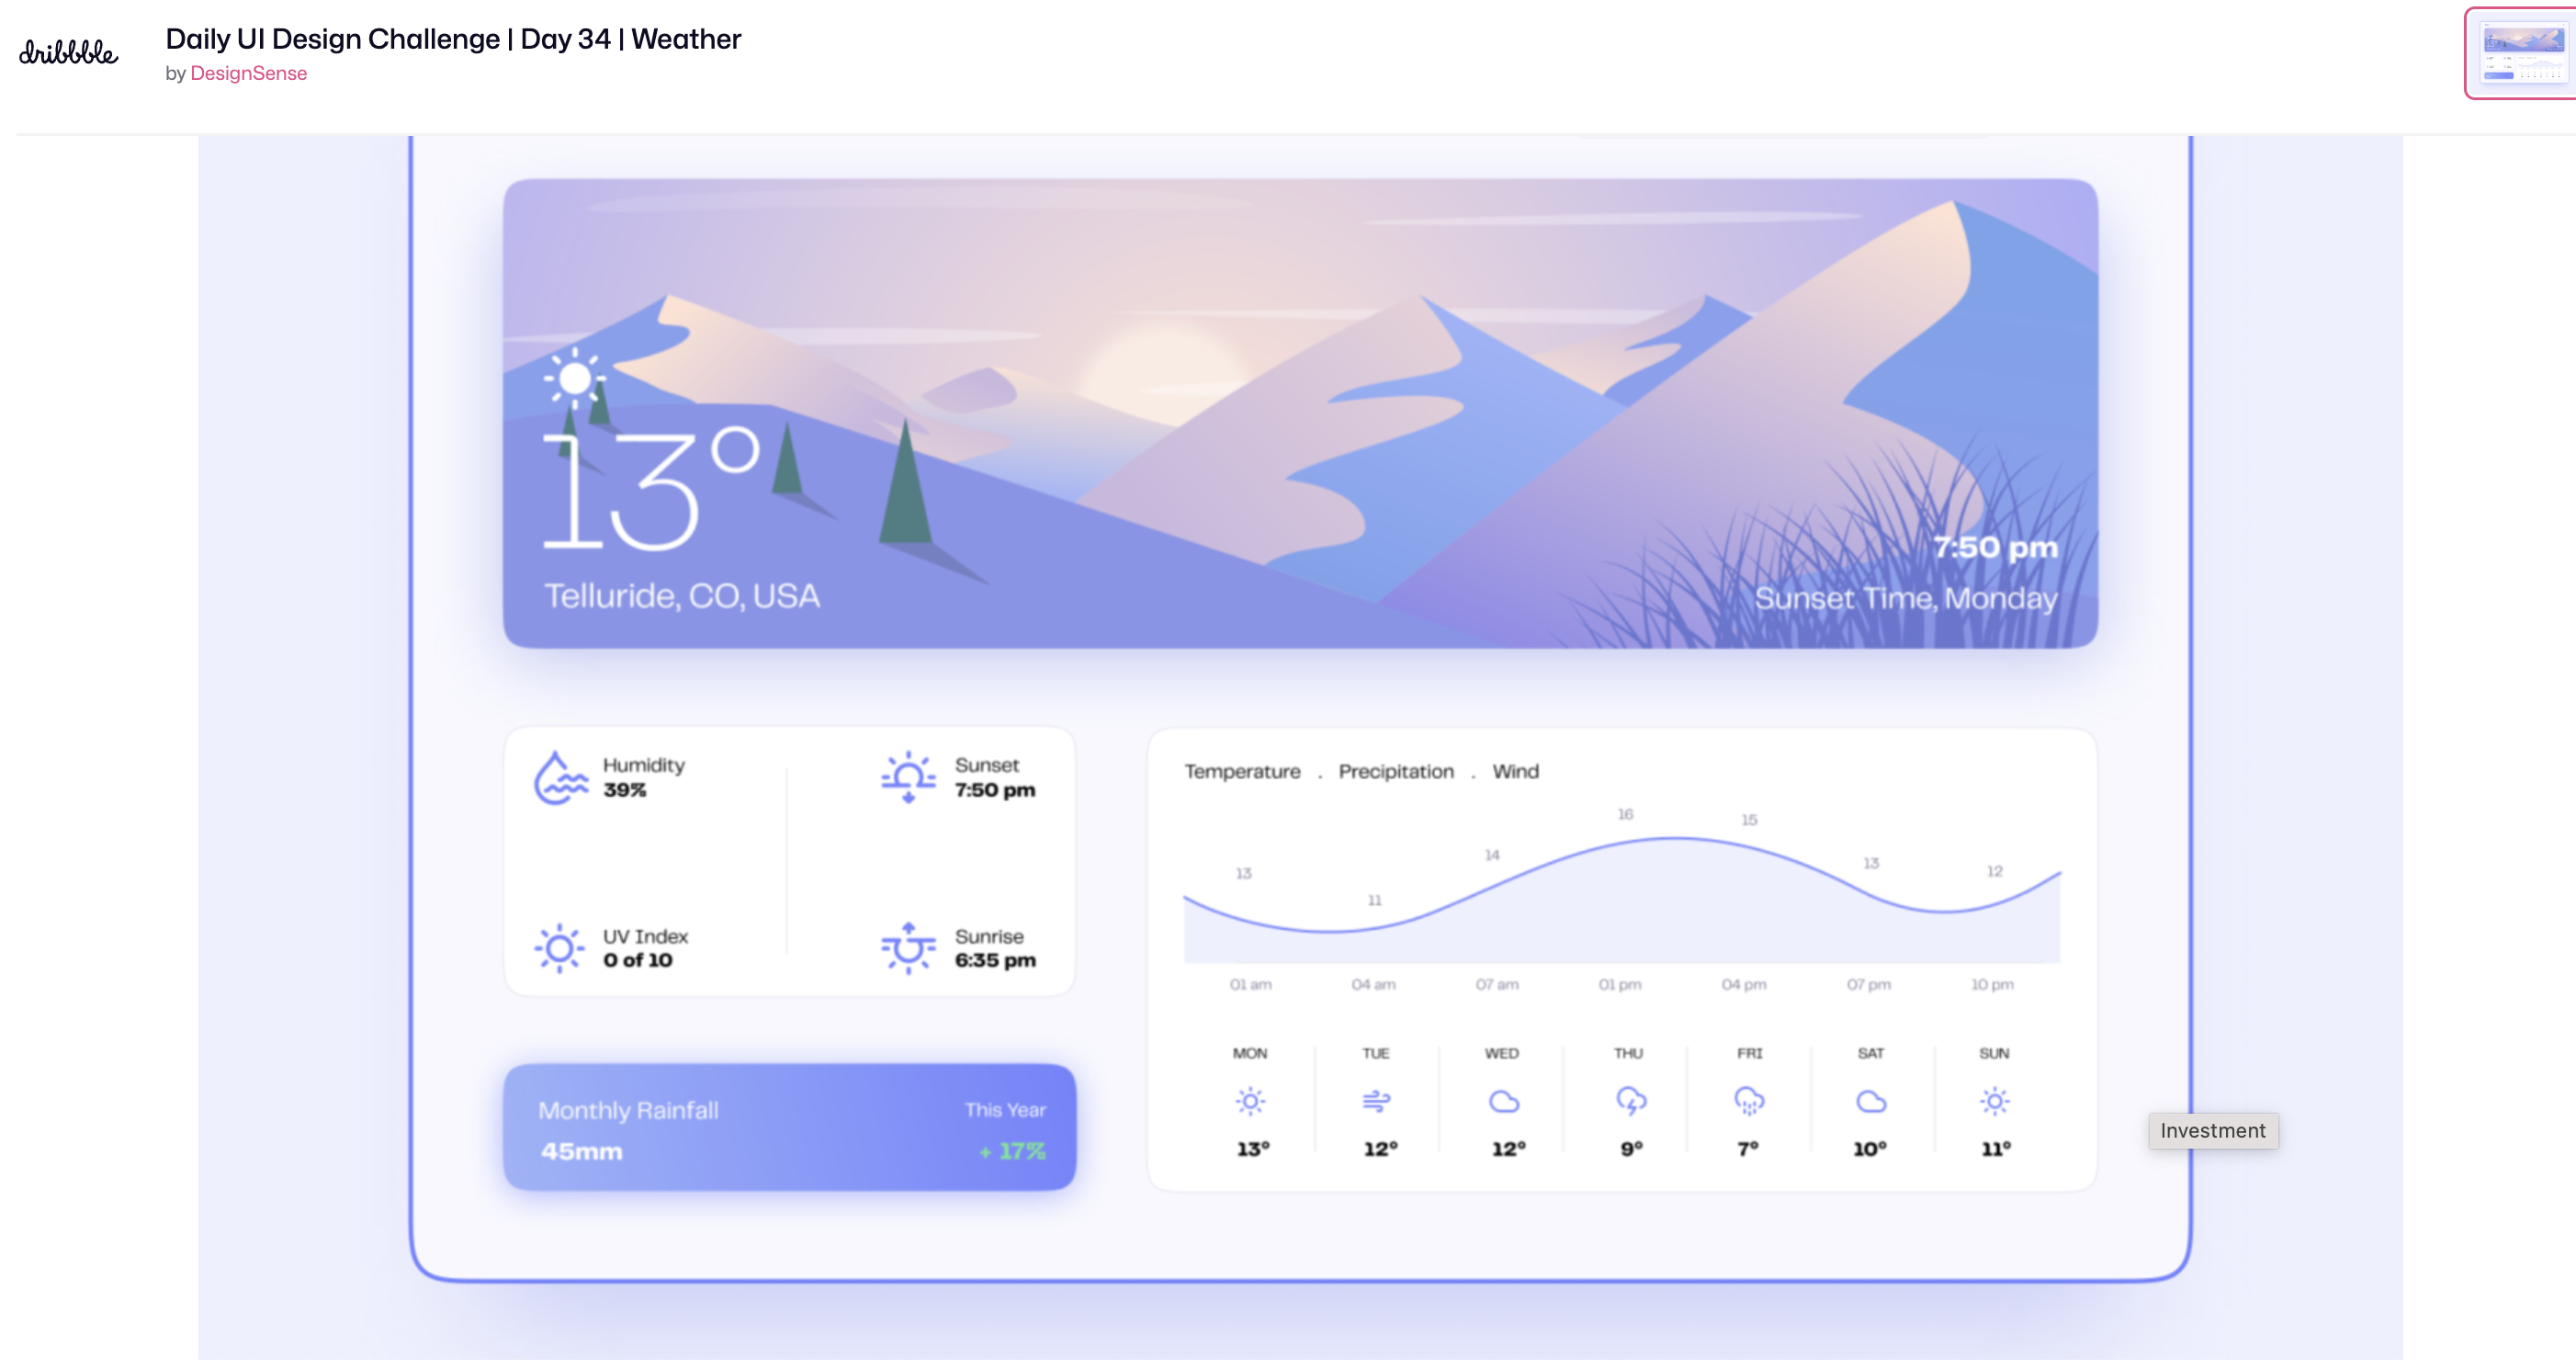 dribbble
Daily UI Design Challenge | Day 34 | Weather
by DesignSense
13°
Telluride, CO, USA
7:50 pm
Sunset Time, Monday
Humidity
39%
Sunset
7:50 pm
UV Index
0 of 10
Sunrise
6:35 pm
Monthly Rainfall
45mm
This Year
+ 17%
Temperature . Precipitation . Wind
13 11 14 16 15 13 12
01 am 04 am 07 am 01 pm 04 pm 07 pm 10 pm
MON TUE WED THU FRI SAT SUN
13° 12° 12° 9° 7° 10° 11°
Investment